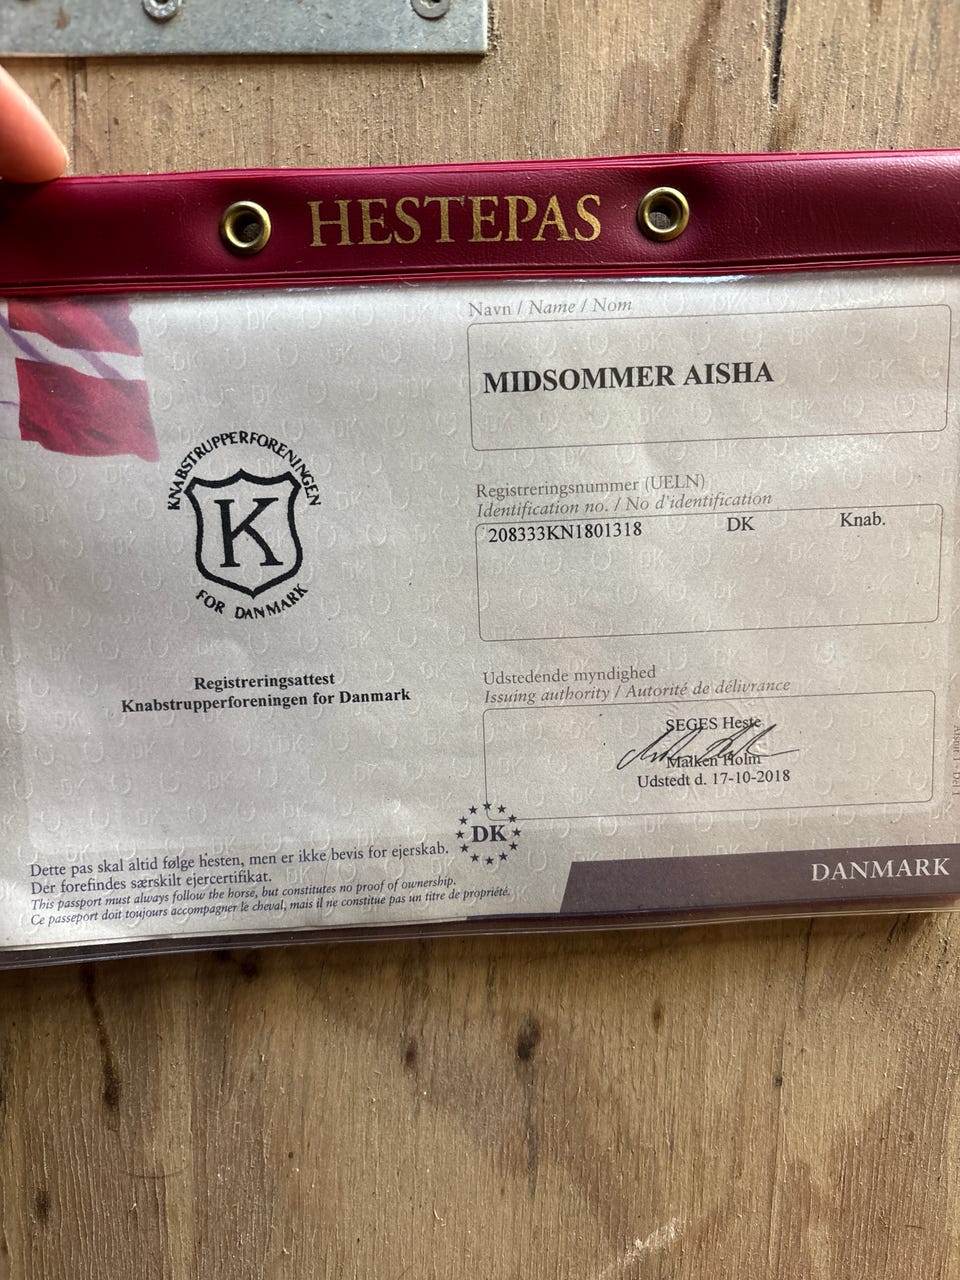 HESTEPAS
KNABSTRUPPERFORENINGEN
K
FOR DANMARK
Registreringsattest
Knabstrupperforeningen for Danmark
Navn / Name / Nom
MIDSOMMER AISHA
Registreringsnummer (UELN)
Identification no. / No d'identification
208333KN1801318 DK Knab.
Udstedende myndighed
Issuing authority / Autorité de délivrance
SEGES Heste
Maiken Holm
Udstedt d. 17-10-2018
DK
Dette pas skal altid følge hesten, men er ikke bevis for ejerskab.
Der forefindes særskilt ejercertifikat.
This passport must always follow the horse, but constitutes no proof of ownership.
Ce passeport doit toujours accompagner le cheval, mais il ne constitue pas un titre de propriété.
DANMARK